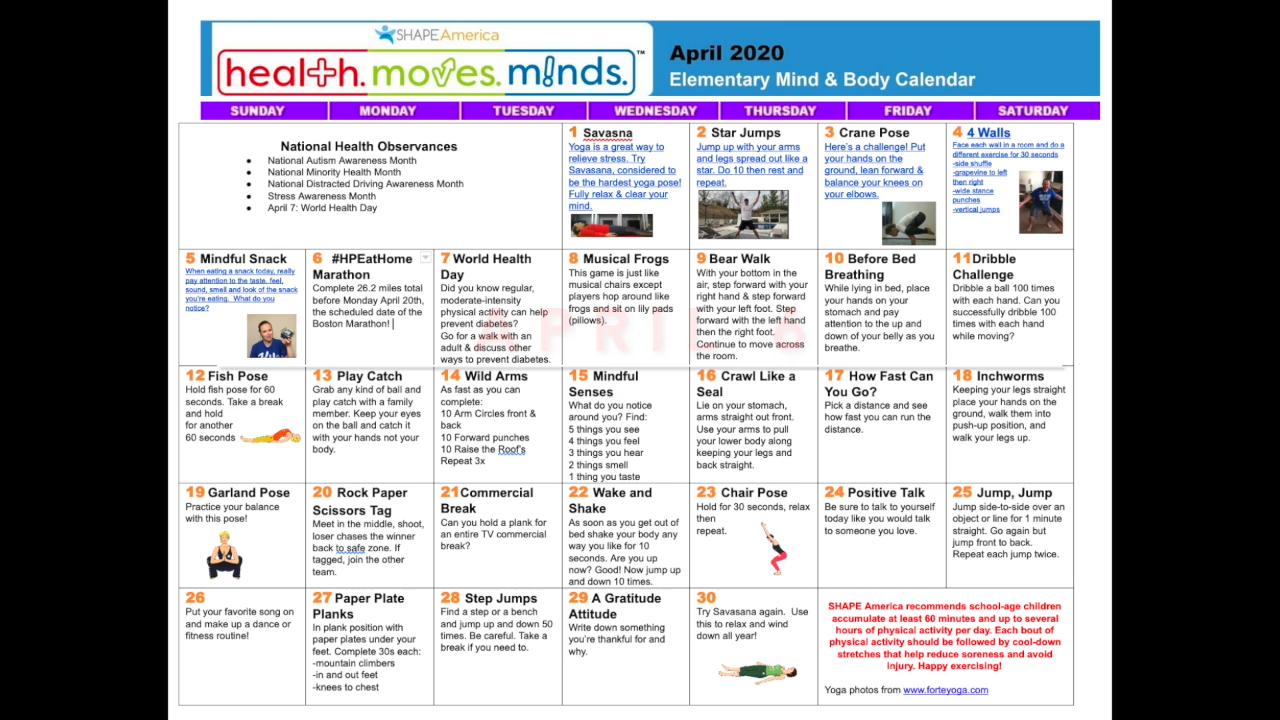 SHAPE America
health. moves. minds.™
April 2020
Elementary Mind & Body Calendar
SUNDAY MONDAY TUESDAY WEDNESDAY THURSDAY FRIDAY SATURDAY
National Health Observances
● National Autism Awareness Month
● National Minority Health Month
● National Distracted Driving Awareness Month
● Stress Awareness Month
● April 7: World Health Day
1 Savasna
Yoga is a great way to
relieve stress. Try
Savasana, considered to
be the hardest yoga pose!
Fully relax & clear your
mind.
2 Star Jumps
Jump up with your arms
and legs spread out like a
star. Do 10 then rest and
repeat.
3 Crane Pose
Here's a challenge! Put
your hands on the
ground, lean forward &
balance your knees on
your elbows.
4 4 Walls
Face each wall in a room and do a
different exercise for 30 seconds
-side shuffle
-grapevine to left
then right
-wide stance
punches
-vertical jumps
5 Mindful Snack
When eating a snack today, really
pay attention to the taste, feel,
sound, smell and look of the snack
you're eating. What do you
notice?
6 #HPEatHome
Marathon
Complete 26.2 miles total
before Monday April 20th,
the scheduled date of the
Boston Marathon!
7 World Health
Day
Did you know regular,
moderate-intensity
physical activity can help
prevent diabetes?
Go for a walk with an
adult & discuss other
ways to prevent diabetes.
8 Musical Frogs
This game is just like
musical chairs except
players hop around like
frogs and sit on lily pads
(pillows).
9 Bear Walk
With your bottom in the
air, step forward with your
right hand & step forward
with your left foot. Step
forward with the left hand
then the right foot.
Continue to move across
the room.
10 Before Bed
Breathing
While lying in bed, place
your hands on your
stomach and pay
attention to the up and
down of your belly as you
breathe.
11Dribble
Challenge
Dribble a ball 100 times
with each hand. Can you
successfully dribble 100
times with each hand
while moving?
APRIL 6
12 Fish Pose
Hold fish pose for 60
seconds. Take a break
and hold
for another
60 seconds
13 Play Catch
Grab any kind of ball and
play catch with a family
member. Keep your eyes
on the ball and catch it
with your hands not your
body.
14 Wild Arms
As fast as you can
complete:
10 Arm Circles front &
back
10 Forward punches
10 Raise the Roof's
Repeat 3x
15 Mindful
Senses
What do you notice
around you? Find:
5 things you see
4 things you feel
3 things you hear
2 things smell
1 thing you taste
16 Crawl Like a
Seal
Lie on your stomach,
arms straight out front.
Use your arms to pull
your lower body along
keeping your legs and
back straight.
17 How Fast Can
You Go?
Pick a distance and see
how fast you can run the
distance.
18 Inchworms
Keeping your legs straight
place your hands on the
ground, walk them into
push-up position, and
walk your legs up.
19 Garland Pose
Practice your balance
with this pose!
20 Rock Paper
Scissors Tag
Meet in the middle, shoot,
loser chases the winner
back to safe zone. If
tagged, join the other
team.
21Commercial
Break
Can you hold a plank for
an entire TV commercial
break?
22 Wake and
Shake
As soon as you get out of
bed shake your body any
way you like for 10
seconds. Are you up
now? Good! Now jump up
and down 10 times.
23 Chair Pose
Hold for 30 seconds, relax
then
repeat.
24 Positive Talk
Be sure to talk to yourself
today like you would talk
to someone you love.
25 Jump, Jump
Jump side-to-side over an
object or line for 1 minute
straight. Go again but
jump front to back.
Repeat each jump twice.
26
Put your favorite song on
and make up a dance or
fitness routine!
27 Paper Plate
Planks
In plank position with
paper plates under your
feet. Complete 30s each:
-mountain climbers
-in and out feet
-knees to chest
28 Step Jumps
Find a step or a bench
and jump up and down 50
times. Be careful. Take a
break if you need to.
29 A Gratitude
Attitude
Write down something
you're thankful for and
why.
30
Try Savasana again. Use
this to relax and wind
down all year!
SHAPE America recommends school-age children
accumulate at least 60 minutes and up to several
hours of physical activity per day. Each bout of
physical activity should be followed by cool-down
stretches that help reduce soreness and avoid
injury. Happy exercising!
Yoga photos from www.forteyoga.com